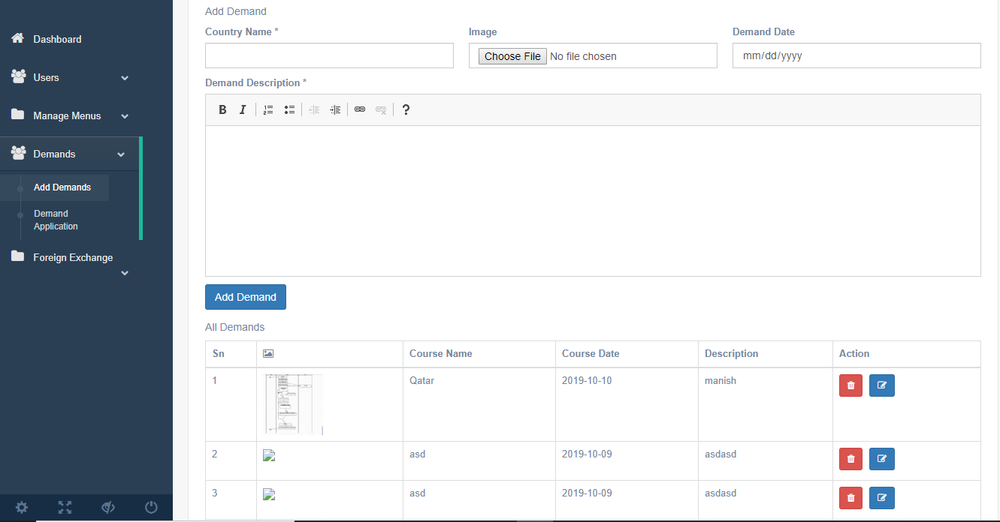 Dashboard
Users
Manage Menus
Demands
Add Demands
Demand
Application
Foreign Exchange
Add Demand
Country Name * Image Demand Date
Choose File No file chosen mm/dd/yyyy
Demand Description *
B I ?
Add Demand
All Demands
Sn Course Name Course Date Description Action
1 Qatar 2019-10-10 manish
2 asd 2019-10-09 asdasd
3 asd 2019-10-09 asdasd